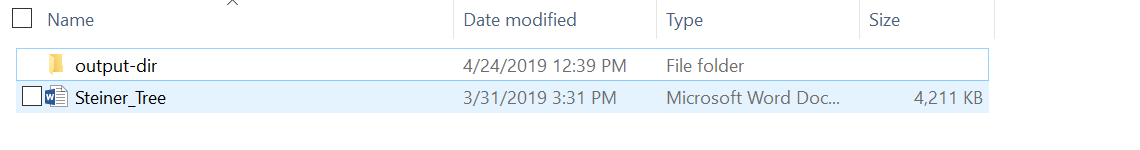 Name Date modified Type Size
output-dir 4/24/2019 12:39 PM File folder
Steiner_Tree 3/31/2019 3:31 PM Microsoft Word Doc... 4,211 KB